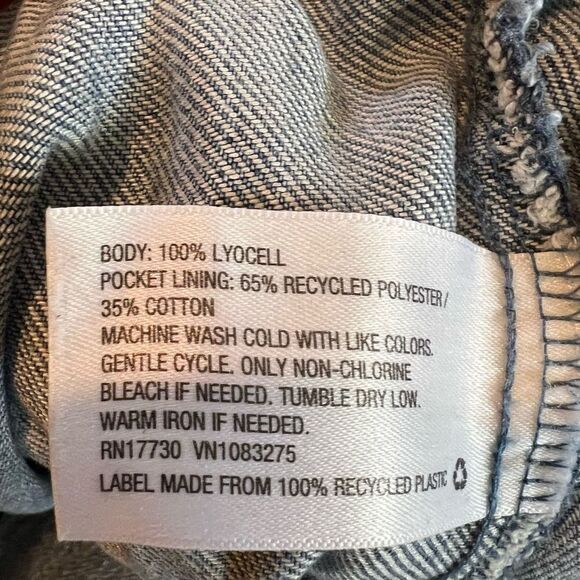 BODY: 100% LYOCELL
POCKET LINING: 65% RECYCLED POLYESTER/
35% COTTON
MACHINE WASH COLD WITH LIKE COLORS.
GENTLE CYCLE. ONLY NON-CHLORINE
BLEACH IF NEEDED. TUMBLE DRY LOW.
WARM IRON IF NEEDED.
RN17730 VN1083275
LABEL MADE FROM 100% RECYCLED PLASTIC